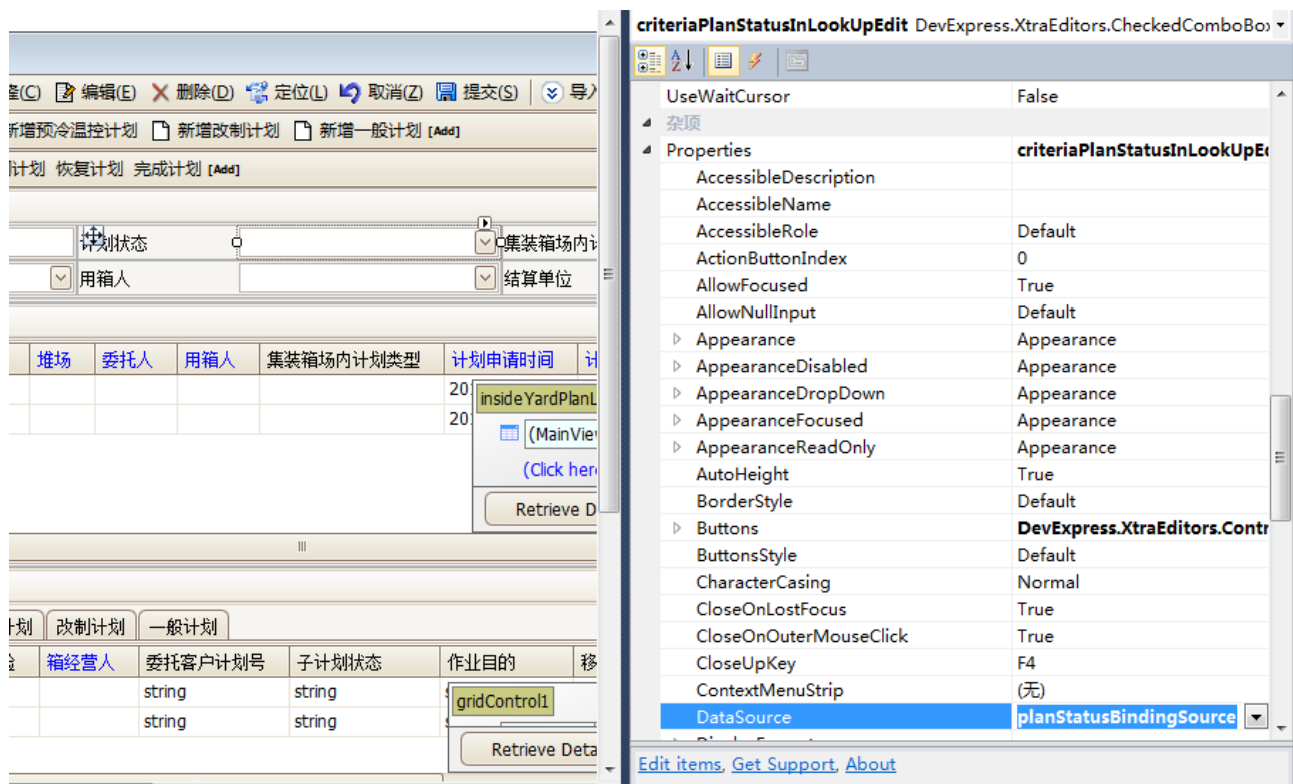 criteriaPlanStatusInLookUpEdit DevExpress.XtraEditors.CheckedComboBox
编辑(E) 删除(D) 定位(L) 取消(Z) 提交(S) 导入
新增预冷温控计划 新增改制计划 新增一般计划 [Add]
计划 恢复计划 完成计划 [Add]
计划状态 集装箱场内计
用箱人 结算单位
堆场 委托人 用箱人 集装箱场内计划类型 计划申请时间 计
201
201
insideYardPlanL
(MainView
(Click here
Retrieve D
计划 改制计划 一般计划
箱经营人 委托客户计划号 子计划状态 作业目的 移
string string
string string
gridControl1
Retrieve Deta
UseWaitCursor False
杂项
Properties criteriaPlanStatusInLookUpEd
AccessibleDescription
AccessibleName
AccessibleRole Default
ActionButtonIndex 0
AllowFocused True
AllowNullInput Default
Appearance Appearance
AppearanceDisabled Appearance
AppearanceDropDown Appearance
AppearanceFocused Appearance
AppearanceReadOnly Appearance
AutoHeight True
BorderStyle Default
Buttons DevExpress.XtraEditors.Contr
ButtonsStyle Default
CharacterCasing Normal
CloseOnLostFocus True
CloseOnOuterMouseClick True
CloseUpKey F4
ContextMenuStrip (无)
DataSource planStatusBindingSource
Edit items, Get Support, About